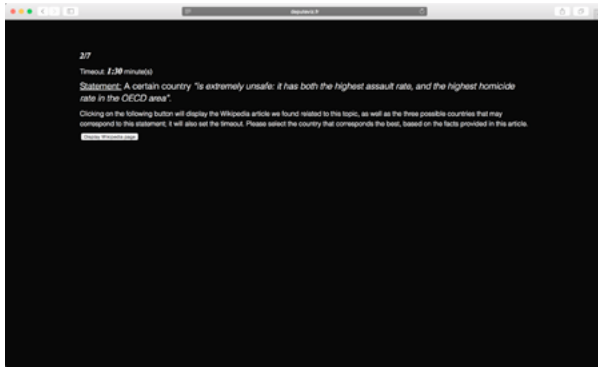 2/7
Timeout: 1:30 minute(s)
Statement: A certain country "is extremely unsafe: it has both the highest assault rate, and the highest homicide
rate in the OECD area".
Clicking on the following button will display the Wikipedia article we found related to this topic, as well as the three possible countries that may
correspond to this statement; it will also set the timeout. Please select the country that corresponds the best, based on the facts provided in this article.
Display Wikipedia page